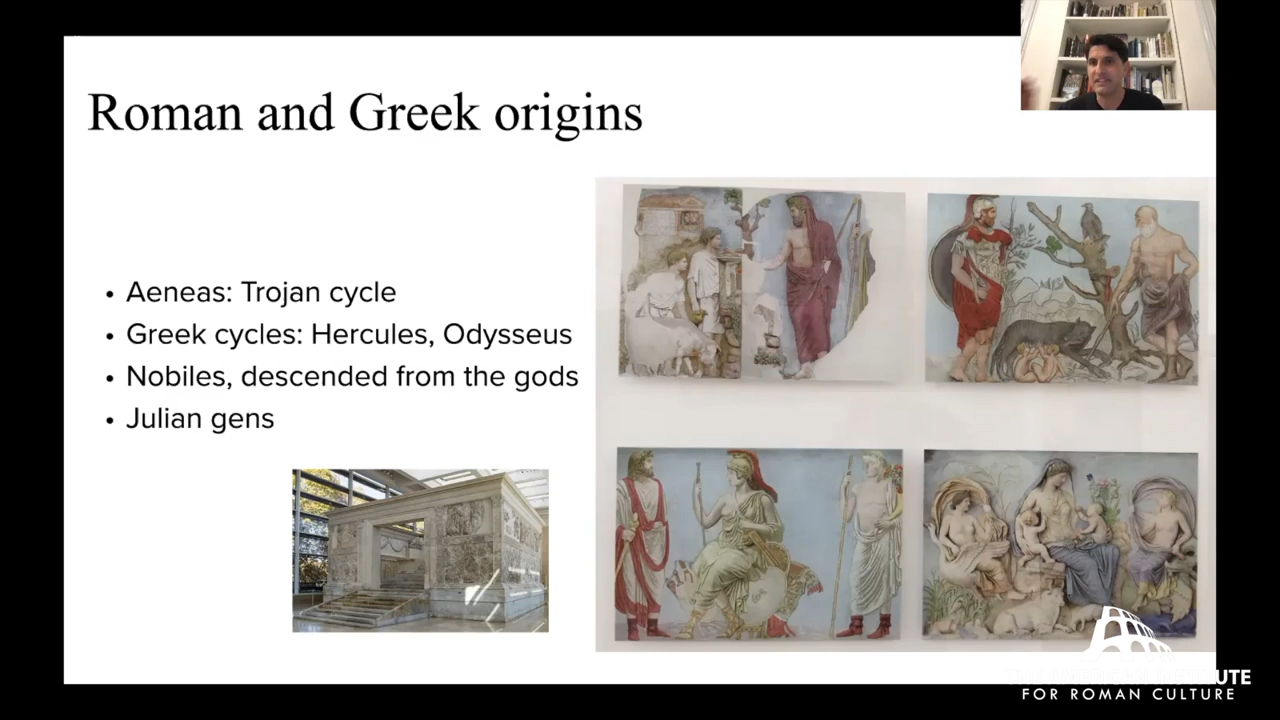 Roman and Greek origins
• Aeneas: Trojan cycle
• Greek cycles: Hercules, Odysseus
• Nobiles, descended from the gods
• Julian gens
UTE
FOR ROMAN CULTURE